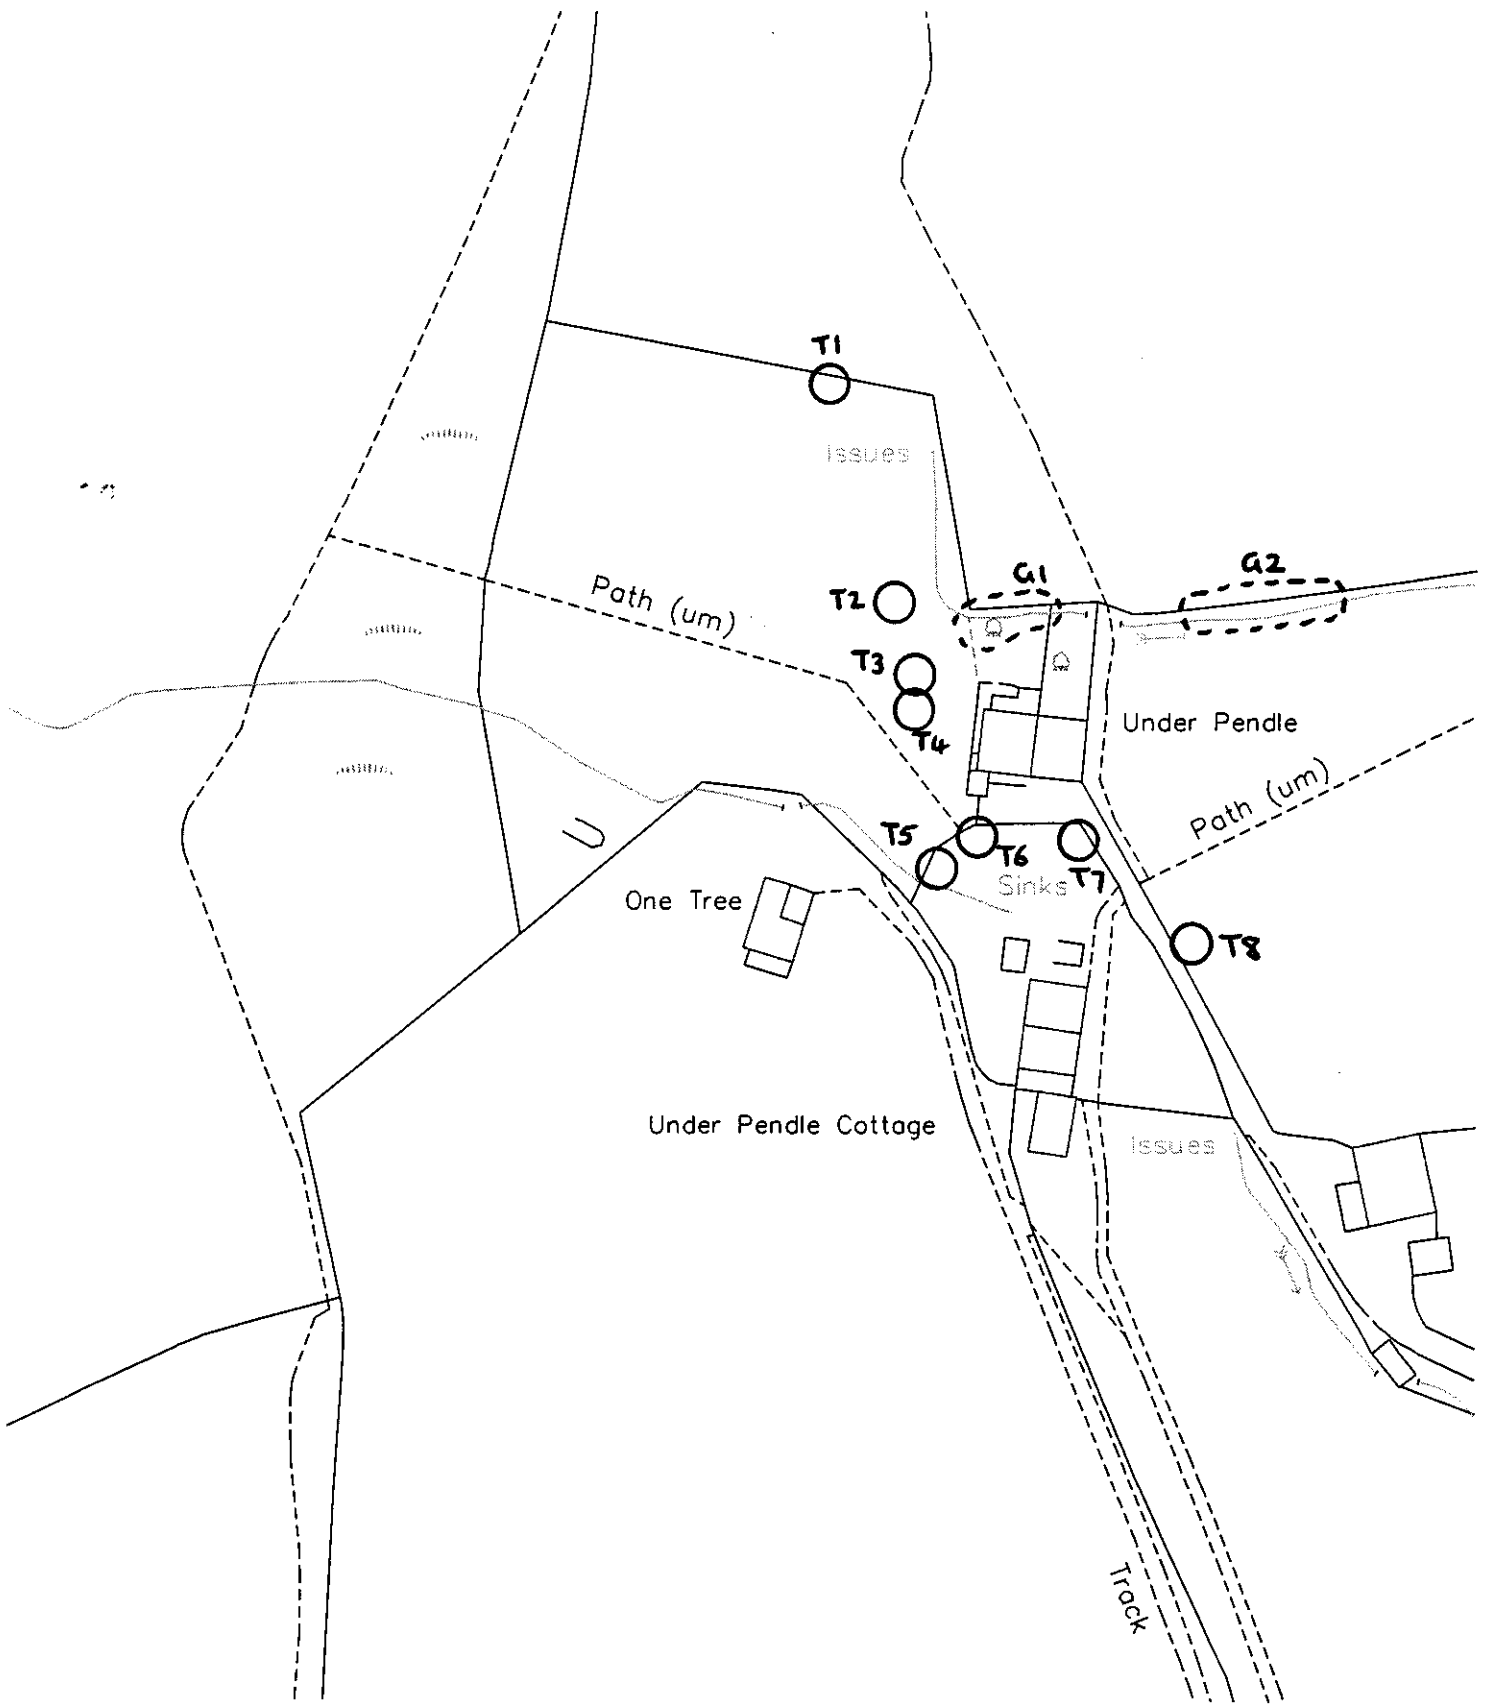 T1
Issues
G1
G2
Path (um)
T2
T3
T4
Under Pendle
Path (um)
T5
T6
T7
Sinks
One Tree
T8
Under Pendle Cottage
Issues
Track